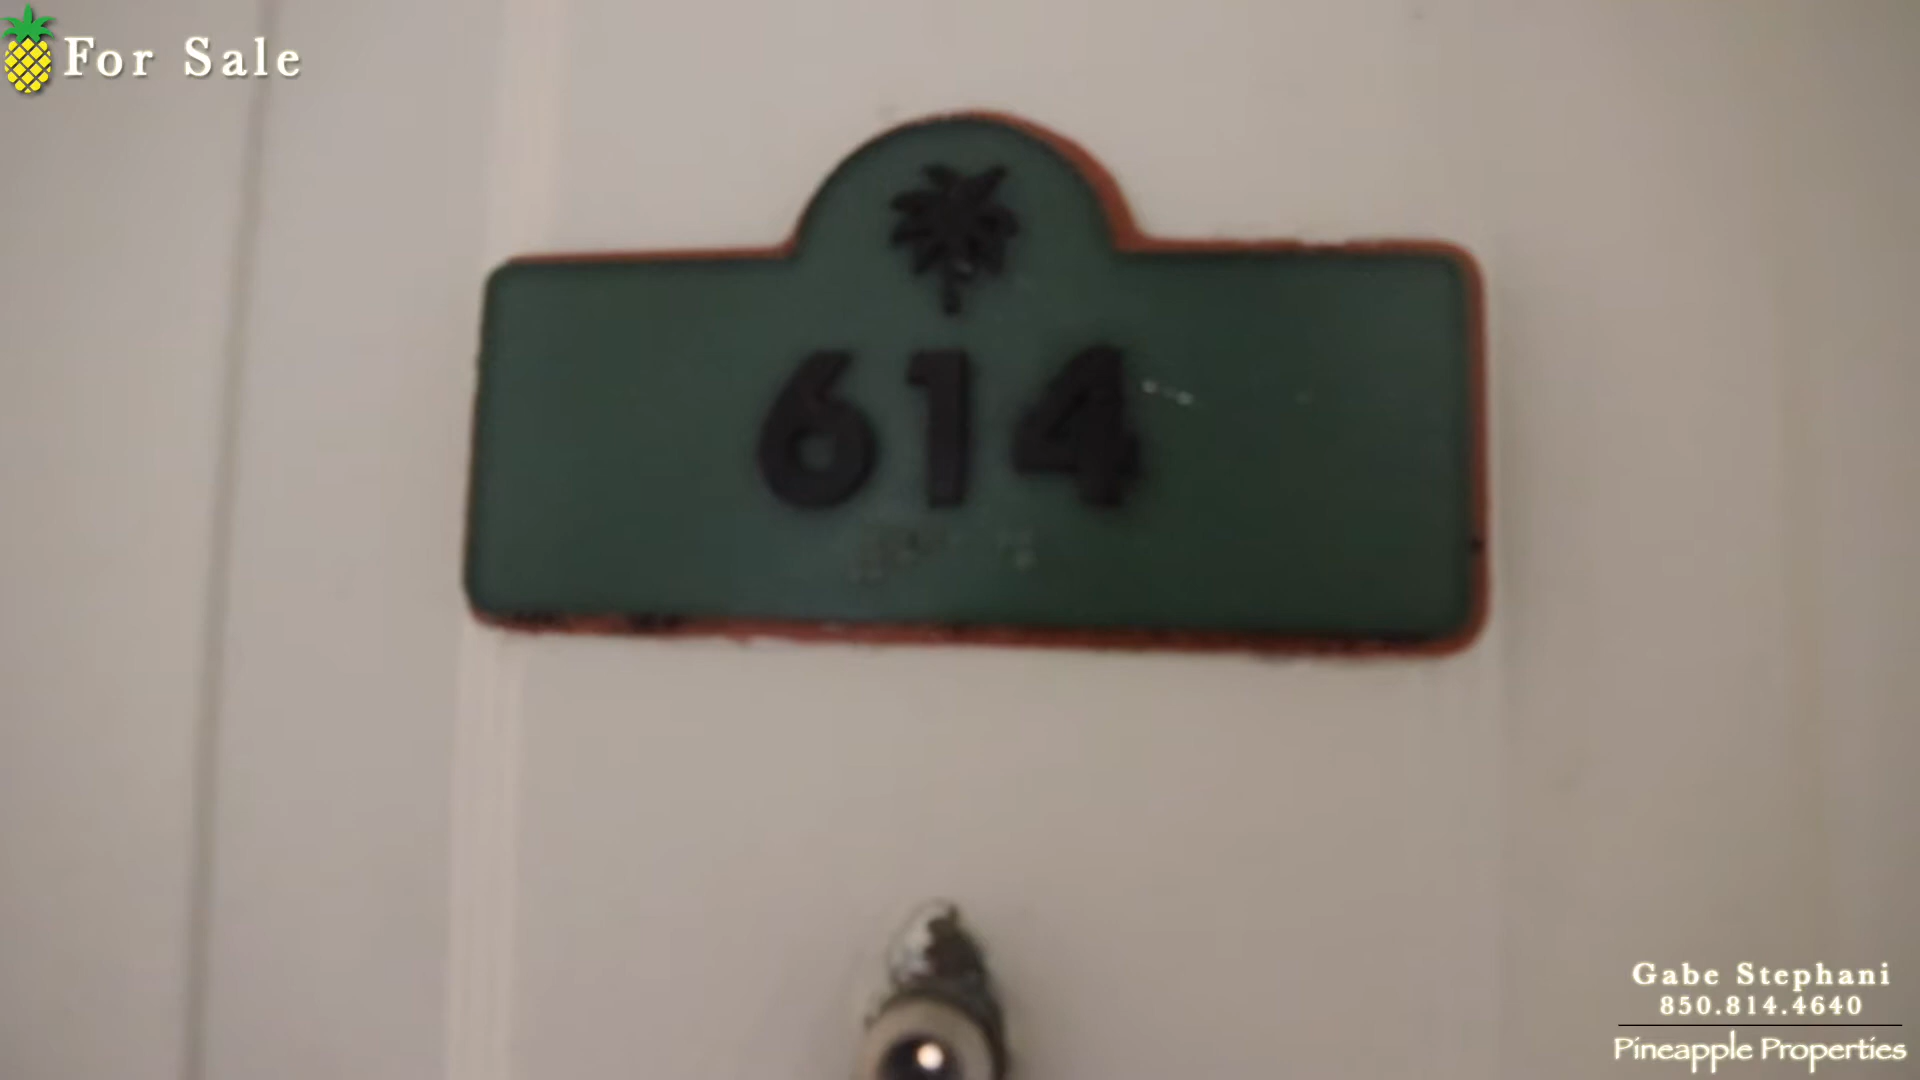 For Sale
614
Gabe Stephani
850.814.4640
Pineapple Properties